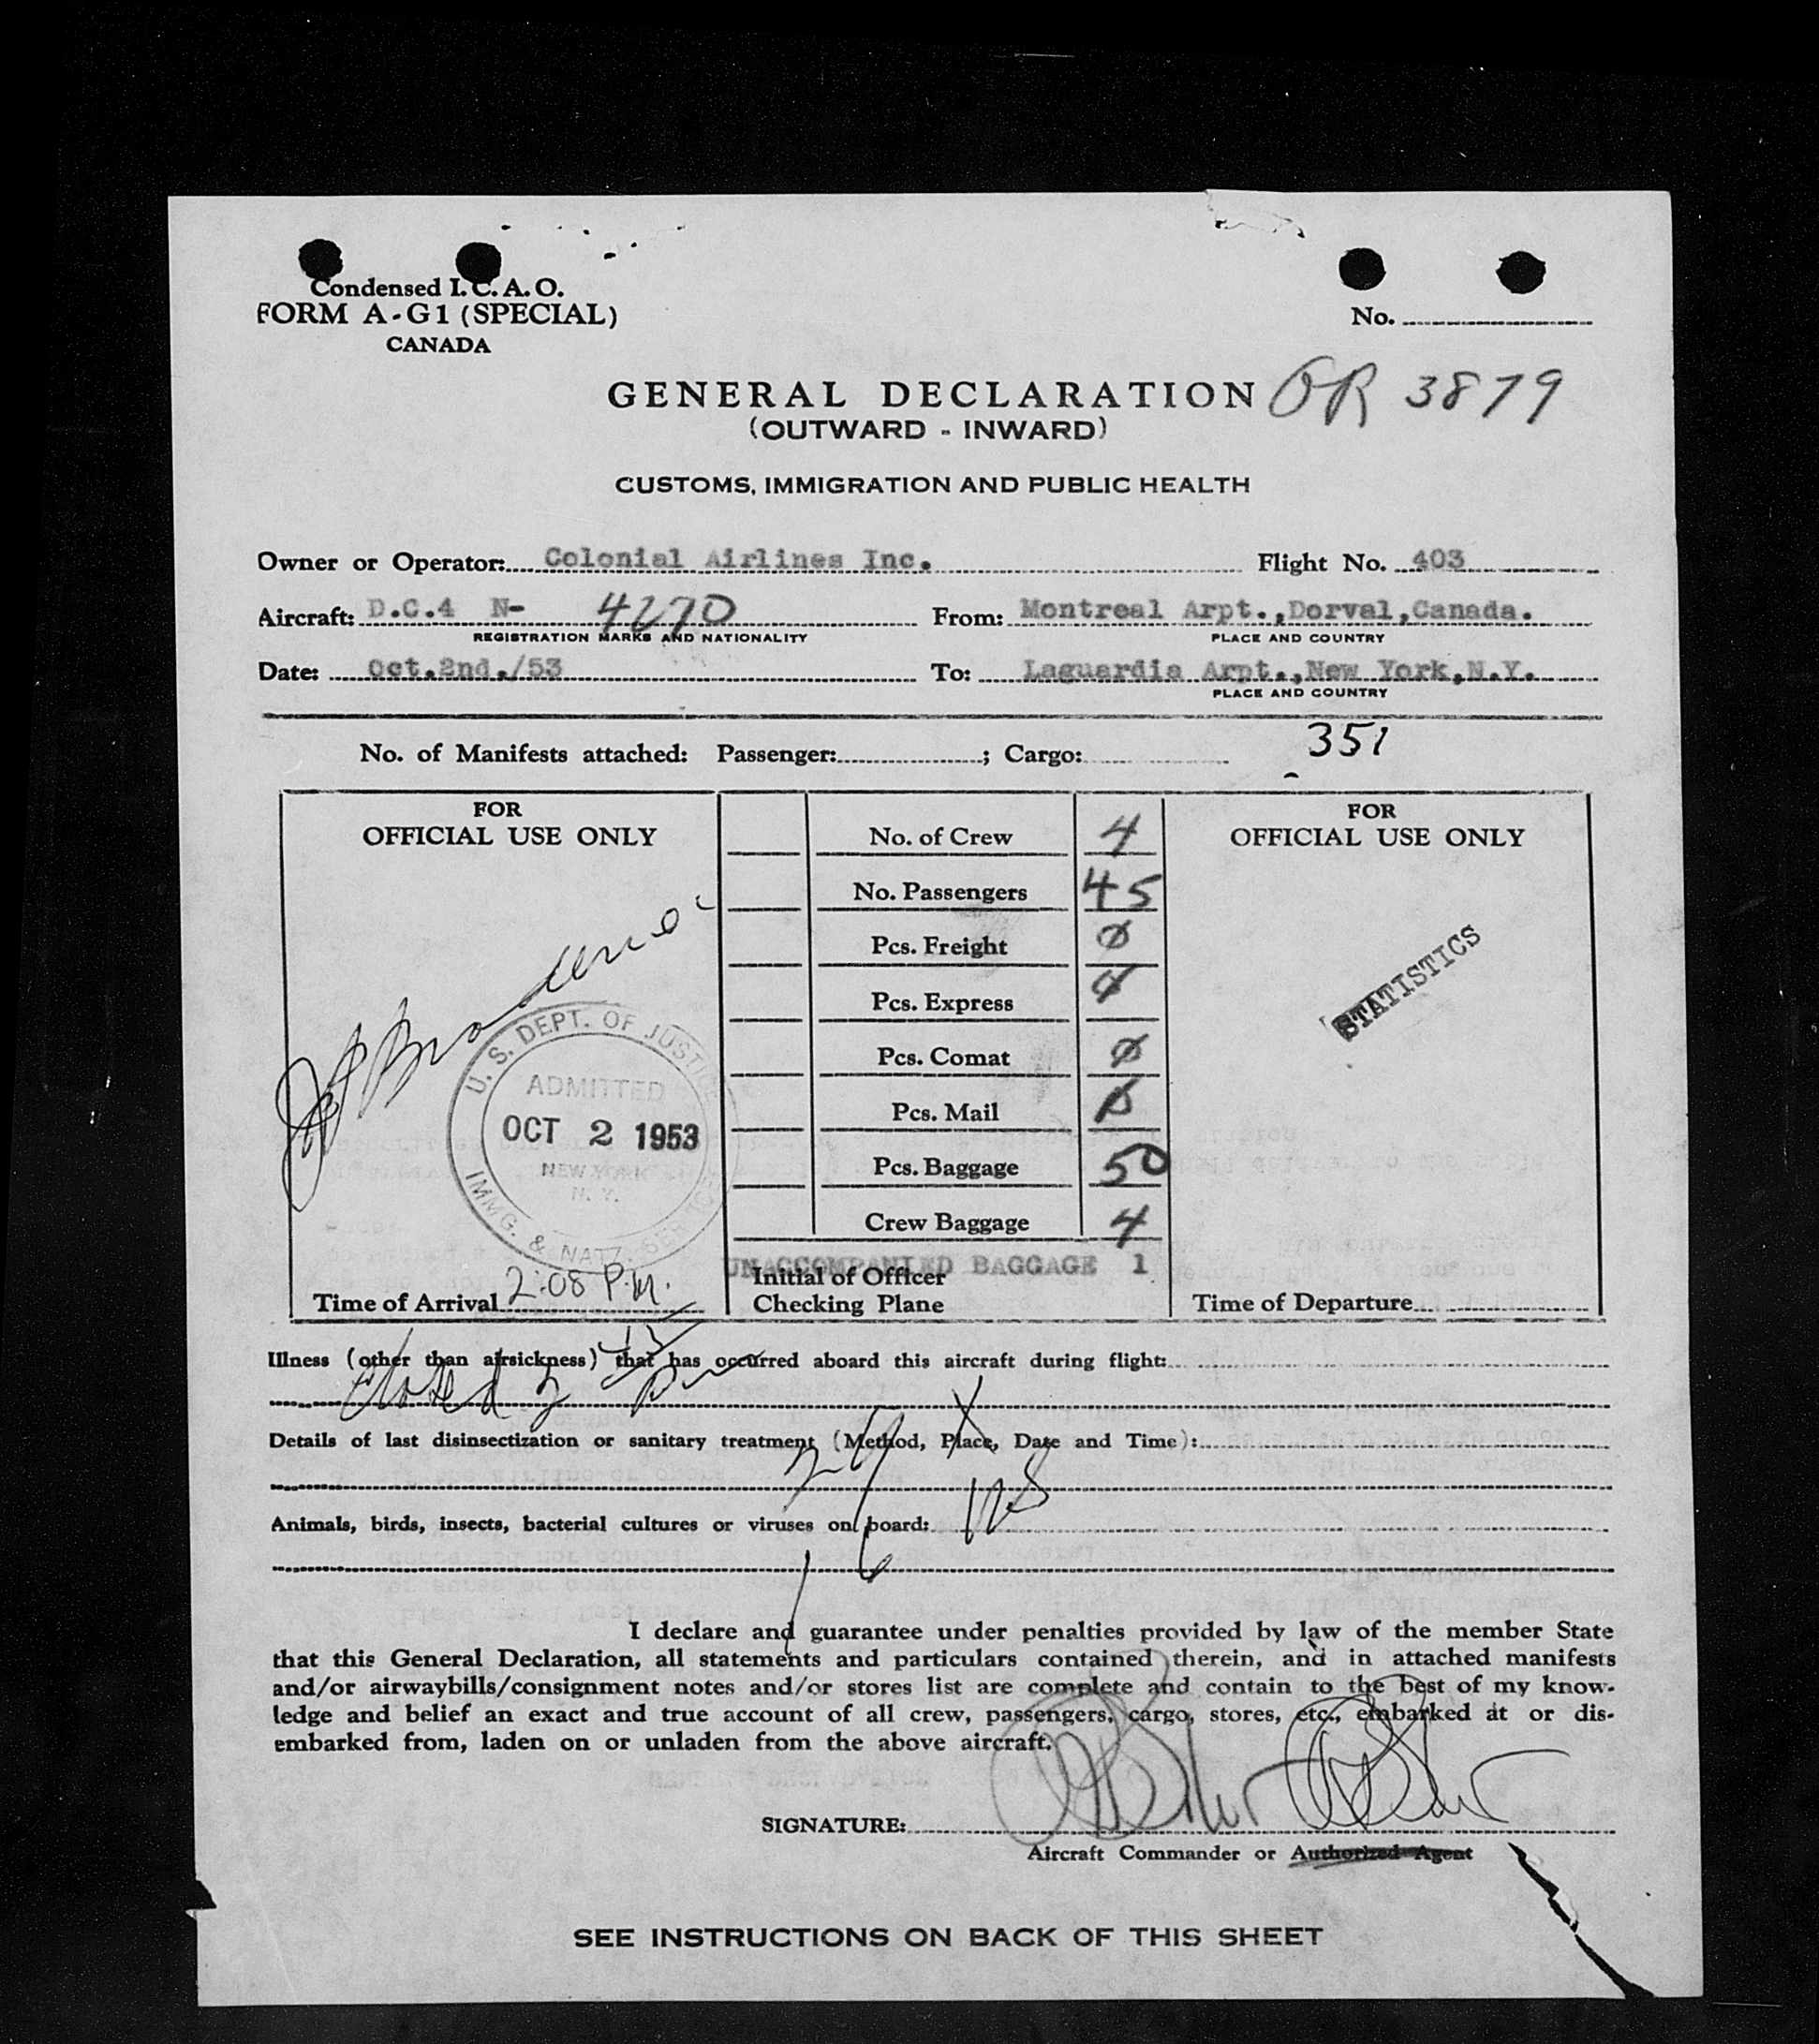 Condensed I.C.A.O.
FORM A-G1 (SPECIAL)
CANADA
No.
GENERAL DECLARATION OR 3879
(OUTWARD - INWARD)
CUSTOMS, IMMIGRATION AND PUBLIC HEALTH
Owner or Operator: Colonial Airlines Inc. Flight No. 403
Aircraft: D.C.4 N- 4270 From: Montreal Arpt.,Dorval,Canada.
REGISTRATION MARKS AND NATIONALITY PLACE AND COUNTRY
Date: Oct.2nd./53 To: Laguardia Arpt.,New York,N.Y.
PLACE AND COUNTRY
351
No. of Manifests attached: Passenger: ; Cargo:
FOR
OFFICIAL USE ONLY
U. S. DEPT. OF JUSTICE
ADMITTED
OCT 2 1953
NEW YORK
N. Y.
IMMG. & NATZ.
Time of Arrival 2:08 P.M.
No. of Crew 4
No. Passengers 45
Pcs. Freight 0
Pcs. Express 4
Pcs. Comat 0
Pcs. Mail 0
Pcs. Baggage 50
Crew Baggage 4
UNACCOMPANIED BAGGAGE 1
Initial of Officer
Checking Plane
FOR
OFFICIAL USE ONLY
STATISTICS
Time of Departure
Illness (other than airsickness) that has occurred aboard this aircraft during flight:
Details of last disinsectization or sanitary treatment (Method, Place, Date and Time):
Animals, birds, insects, bacterial cultures or viruses on board:
I declare and guarantee under penalties provided by law of the member State
that this General Declaration, all statements and particulars contained therein, and in attached manifests
and/or airwaybills/consignment notes and/or stores list are complete and contain to the best of my know-
ledge and belief an exact and true account of all crew, passengers, cargo, stores, etc., embarked at or dis-
embarked from, laden on or unladen from the above aircraft.
SIGNATURE:
Aircraft Commander or Authorized Agent
SEE INSTRUCTIONS ON BACK OF THIS SHEET